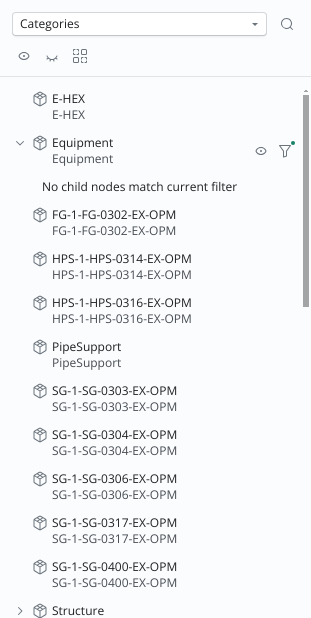 Categories
E-HEX
E-HEX
Equipment
Equipment
No child nodes match current filter
FG-1-FG-0302-EX-OPM
FG-1-FG-0302-EX-OPM
HPS-1-HPS-0314-EX-OPM
HPS-1-HPS-0314-EX-OPM
HPS-1-HPS-0316-EX-OPM
HPS-1-HPS-0316-EX-OPM
PipeSupport
PipeSupport
SG-1-SG-0303-EX-OPM
SG-1-SG-0303-EX-OPM
SG-1-SG-0304-EX-OPM
SG-1-SG-0304-EX-OPM
SG-1-SG-0306-EX-OPM
SG-1-SG-0306-EX-OPM
SG-1-SG-0317-EX-OPM
SG-1-SG-0317-EX-OPM
SG-1-SG-0400-EX-OPM
SG-1-SG-0400-EX-OPM
Structure